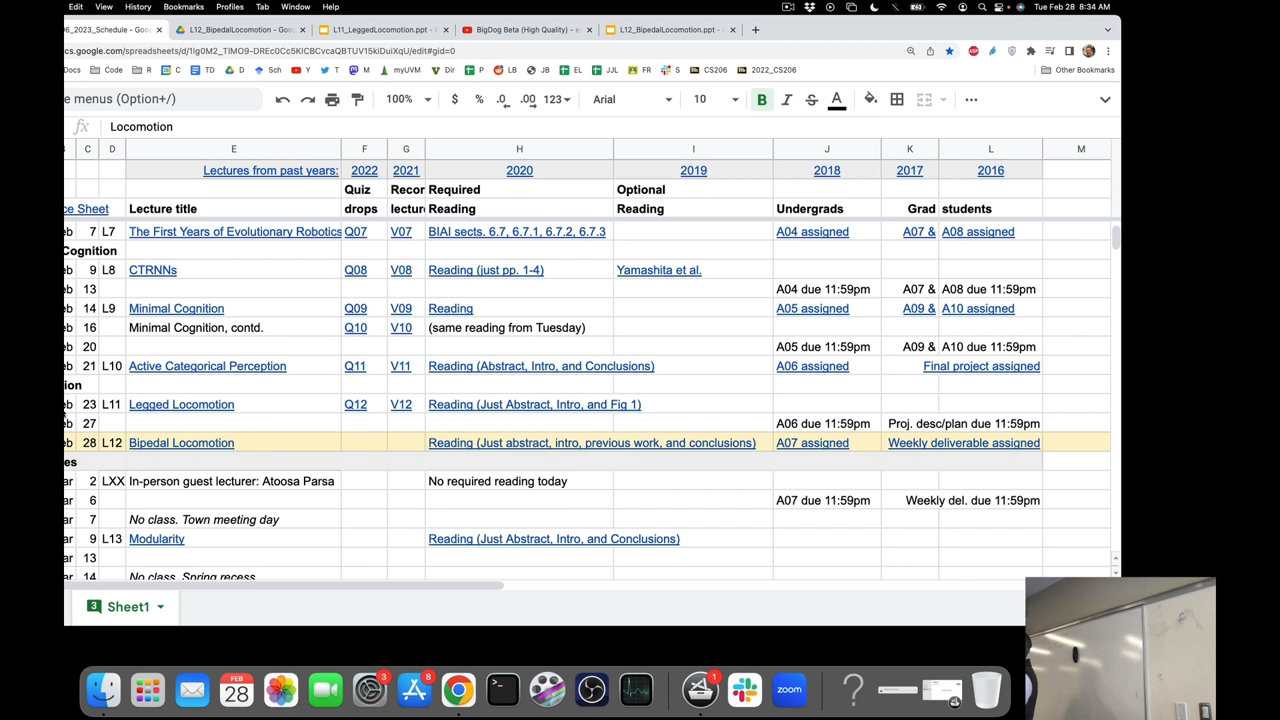 Edit View History Bookmarks Profiles Tab Window Help Tue Feb 28 8:34 AM
06_2023_Schedule - Goog L12_BipedalLocomotion - Goog L11_LeggedLocomotion.ppt - BigDog Beta (High Quality) - L12_BipedalLocomotion.ppt -
cs.google.com/spreadsheets/d/1lg0M2_TlMO9-DREc0Cc5KlCBVcvaQBTUV15kiDuiXqU/edit#gid=0
Docs Code R C TD D Sch Y T M myUVM Dir P LB JB EL JJL FR S CS206 2022_CS206 Other Bookmarks
e menus (Option+/) 100% $ % .0 .00 123 Arial 10 B I S A
fx Locomotion
C D E F G H I J K L M
Lectures from past years: 2022 2021 2020 2019 2018 2017 2016
Quiz Recor Required Optional
ce Sheet Lecture title drops lecture Reading Reading Undergrads Grad students
eb 7 L7 The First Years of Evolutionary Robotics Q07 V07 BIAI sects. 6.7, 6.7.1, 6.7.2, 6.7.3 A04 assigned A07 & A08 assigned
Cognition
eb 9 L8 CTRNNs Q08 V08 Reading (just pp. 1-4) Yamashita et al.
eb 13 A04 due 11:59pm A07 & A08 due 11:59pm
eb 14 L9 Minimal Cognition Q09 V09 Reading A05 assigned A09 & A10 assigned
eb 16 Minimal Cognition, contd. Q10 V10 (same reading from Tuesday)
eb 20 A05 due 11:59pm A09 & A10 due 11:59pm
eb 21 L10 Active Categorical Perception Q11 V11 Reading (Abstract, Intro, and Conclusions) A06 assigned Final project assigned
ion
eb 23 L11 Legged Locomotion Q12 V12 Reading (Just Abstract, Intro, and Fig 1)
eb 27 A06 due 11:59pm Proj. desc/plan due 11:59pm
eb 28 L12 Bipedal Locomotion Reading (Just abstract, intro, previous work, and conclusions) A07 assigned Weekly deliverable assigned
es
ar 2 LXX In-person guest lecturer: Atoosa Parsa No required reading today
ar 6 A07 due 11:59pm Weekly del. due 11:59pm
ar 7 No class. Town meeting day
ar 9 L13 Modularity Reading (Just Abstract, Intro, and Conclusions)
ar 13
ar 14 No class. Spring recess
3 Sheet1
FEB 28 3 8 1 zoom